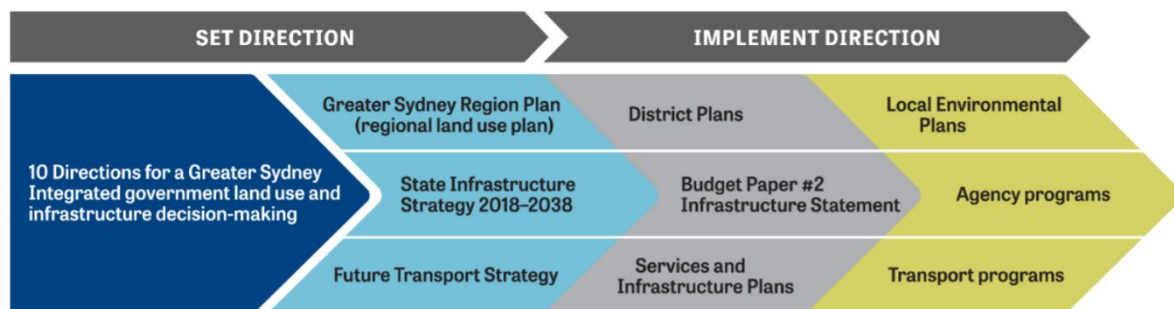 SET DIRECTION
IMPLEMENT DIRECTION
10 Directions for a Greater Sydney
Integrated government land use and
infrastructure decision-making
Greater Sydney Region Plan
(regional land use plan)
District Plans
Local Environmental
Plans
State Infrastructure
Strategy 2018–2038
Budget Paper #2
Infrastructure Statement
Agency programs
Future Transport Strategy
Services and
Infrastructure Plans
Transport programs